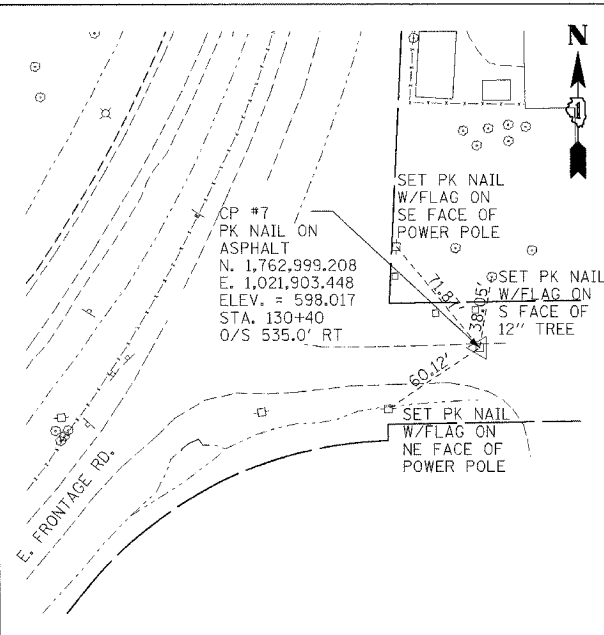 N
SET PK NAIL
W/FLAG ON
SE FACE OF
POWER POLE
CP #7
PK NAIL ON
ASPHALT
N. 1,762,999.208
E. 1,021,903.448
ELEV. = 598.017
STA. 130+40
O/S 535.0' RT
71.87'
38.05'
SET PK NAIL
W/FLAG ON
S FACE OF
12" TREE
60.12'
SET PK NAIL
W/FLAG ON
NE FACE OF
POWER POLE
E. FRONTAGE RD.